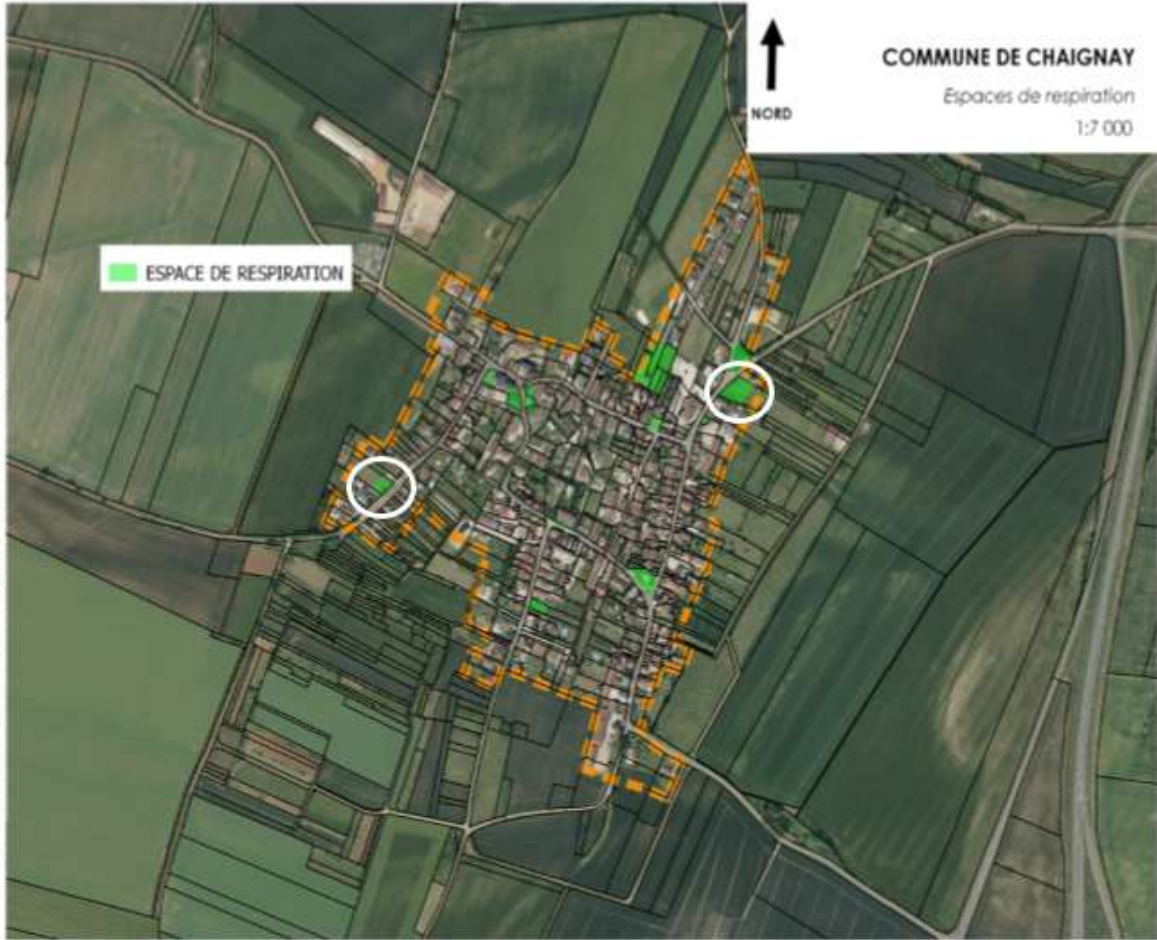 COMMUNE DE CHAIGNAY
Espaces de respiration
1:7 000
NORD
ESPACE DE RESPIRATION